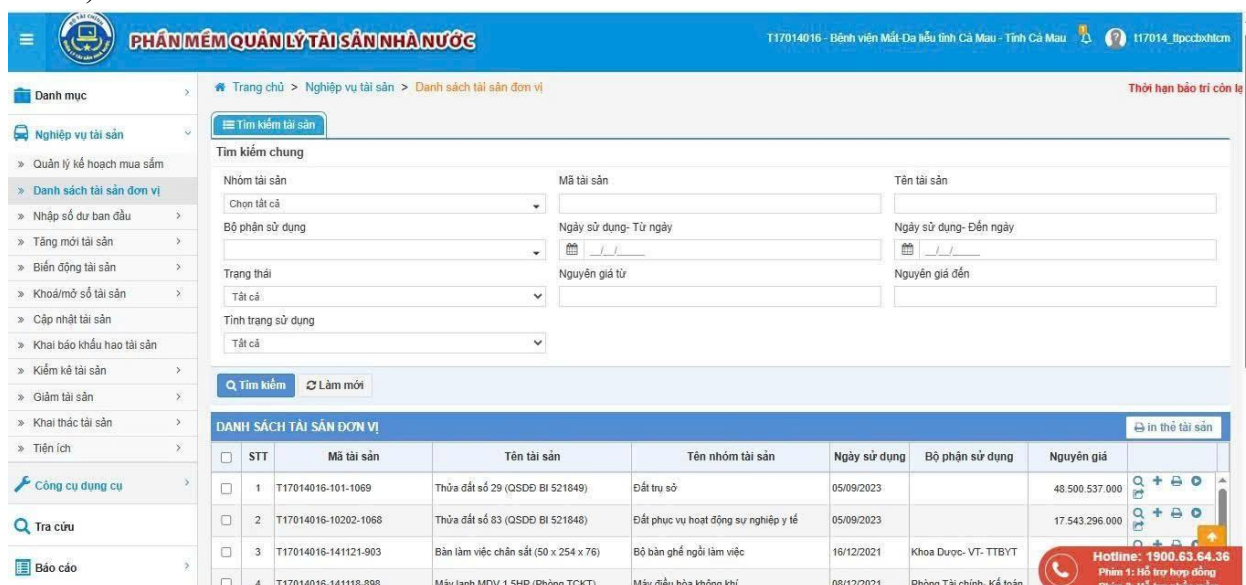 PHẦN MỀM QUẢN LÝ TÀI SẢN NHÀ NƯỚC
T17014016 - Bệnh viện Mắt-Da liễu tỉnh Cà Mau - Tỉnh Cà Mau
t17014_ttpccbxhtcm
Danh mục
Nghiệp vụ tài sản
» Quản lý kế hoạch mua sắm
» Danh sách tài sản đơn vị
» Nhập số dư ban đầu
» Tăng mới tài sản
» Biến động tài sản
» Khoá/mở sổ tài sản
» Cập nhật tài sản
» Khai báo khấu hao tài sản
» Kiểm kê tài sản
» Giảm tài sản
» Khai thác tài sản
» Tiện ích
Công cụ dụng cụ
Tra cứu
Báo cáo
Trang chủ > Nghiệp vụ tài sản > Danh sách tài sản đơn vị
Thời hạn bảo trì còn lạ
Tìm kiếm tài sản
Tìm kiếm chung
Nhóm tài sản Mã tài sản Tên tài sản
Chọn tất cả
Bộ phận sử dụng Ngày sử dụng- Từ ngày Ngày sử dụng- Đến ngày
__/__/____ __/__/____
Trạng thái Nguyên giá từ Nguyên giá đến
Tất cả
Tình trạng sử dụng
Tất cả
Tìm kiếm Làm mới
DANH SÁCH TÀI SẢN ĐƠN VỊ in thẻ tài sản
STT Mã tài sản Tên tài sản Tên nhóm tài sản Ngày sử dụng Bộ phận sử dụng Nguyên giá
1 T17014016-101-1069 Thửa đất số 29 (QSDĐ BI 521849) Đất trụ sở 05/09/2023 48.500.537.000
2 T17014016-10202-1068 Thửa đất số 83 (QSDĐ BI 521848) Đất phục vụ hoạt động sự nghiệp y tế 05/09/2023 17.543.296.000
3 T17014016-141121-903 Bàn làm việc chân sắt (50 x 254 x 76) Bộ bàn ghế ngồi làm việc 16/12/2021 Khoa Dược- VT- TTBYT
4 T17014016-141118-898 Máy lạnh MDV 1.5HP (Phòng TCKT) Máy điều hòa không khí 08/12/2021 Phòng Tài chính- Kế toán
Hotline: 1900.63.64.36
Phím 1: Hỗ trợ hợp đồng